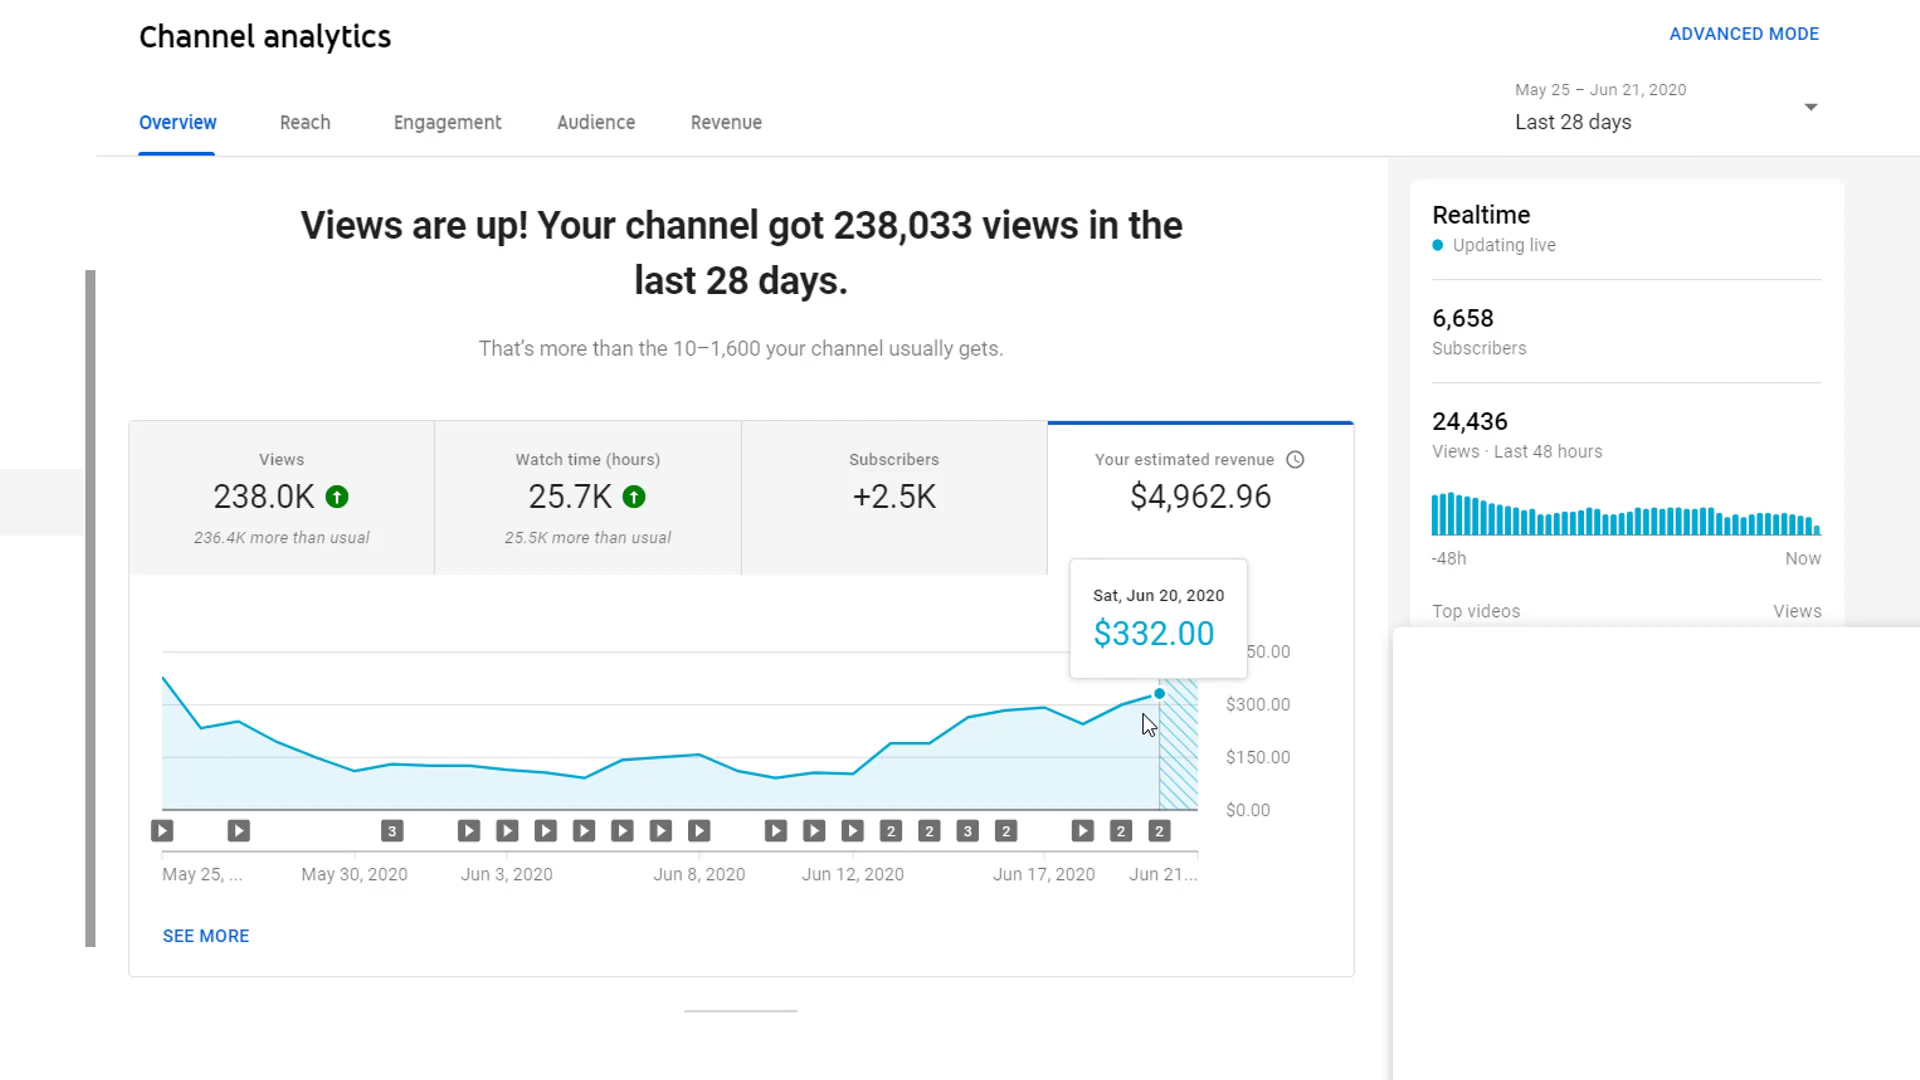 Channel analytics
ADVANCED MODE
May 25 – Jun 21, 2020
Last 28 days
Overview
Reach
Engagement
Audience
Revenue
Views are up! Your channel got 238,033 views in the
last 28 days.
That's more than the 10–1,600 your channel usually gets.
Views
238.0K
236.4K more than usual
Watch time (hours)
25.7K
25.5K more than usual
Subscribers
+2.5K
Your estimated revenue
$4,962.96
Sat, Jun 20, 2020
$332.00
50.00
$300.00
$150.00
$0.00
3
2
2
3
2
2
2
May 25, ...
May 30, 2020
Jun 3, 2020
Jun 8, 2020
Jun 12, 2020
Jun 17, 2020
Jun 21...
SEE MORE
Realtime
Updating live
6,658
Subscribers
24,436
Views · Last 48 hours
-48h
Now
Top videos
Views